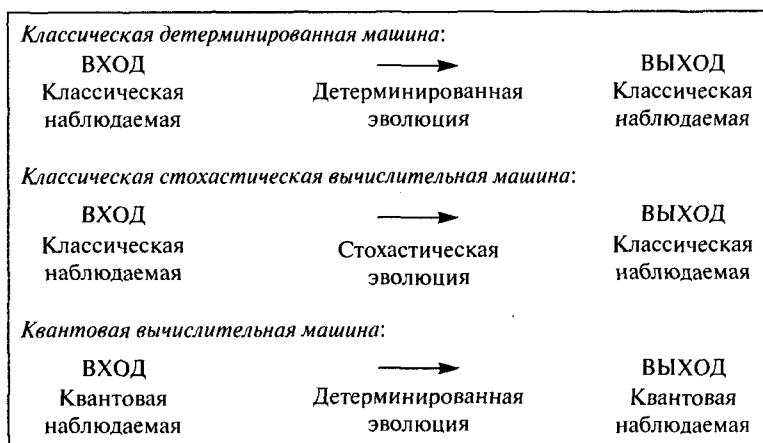 Классическая детерминированная машина:
ВХОД ВЫХОД
Классическая Детерминированная Классическая
наблюдаемая эволюция наблюдаемая
Классическая стохастическая вычислительная машина:
ВХОД ВЫХОД
Классическая Стохастическая Классическая
наблюдаемая эволюция наблюдаемая
Квантовая вычислительная машина:
ВХОД ВЫХОД
Квантовая Детерминированная Квантовая
наблюдаемая эволюция наблюдаемая